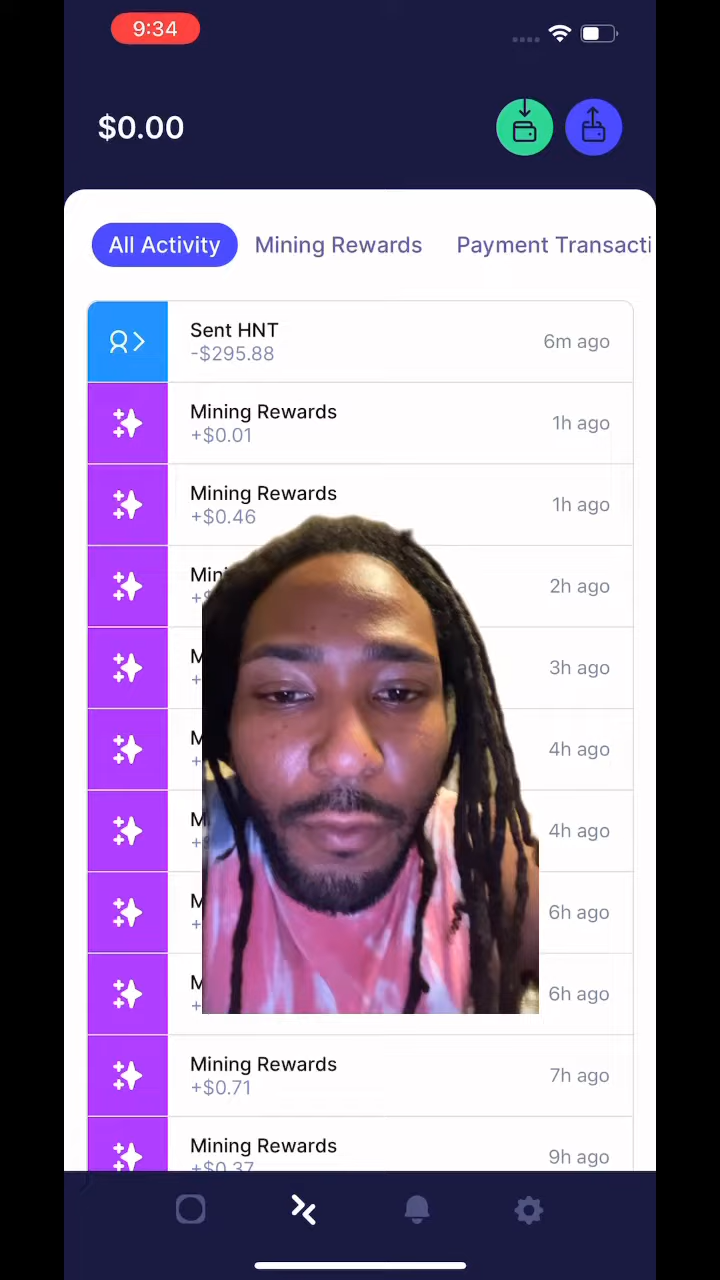 9:34
$0.00
All Activity
Mining Rewards
Payment Transacti
Sent HNT
-$295.88
6m ago
Mining Rewards
+$0.01
1h ago
Mining Rewards
+$0.46
1h ago
2h ago
3h ago
4h ago
4h ago
6h ago
6h ago
Mining Rewards
+$0.71
7h ago
Mining Rewards
+$0.37
9h ago